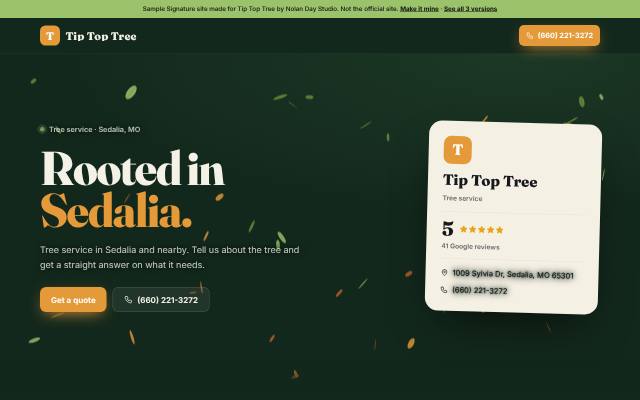 Sample Signature site made for Tip Top Tree by Nolan Day Studio. Not the official site. Make it mine · See all 3 versions
T Tip Top Tree
(660) 221-3272
Tree service · Sedalia, MO
Rooted in
Sedalia.
Tree service in Sedalia and nearby. Tell us about the tree and
get a straight answer on what it needs.
Get a quote
(660) 221-3272
T
Tip Top Tree
Tree service
5
41 Google reviews
1009 Sylvia Dr, Sedalia, MO 65301
(660) 221-3272